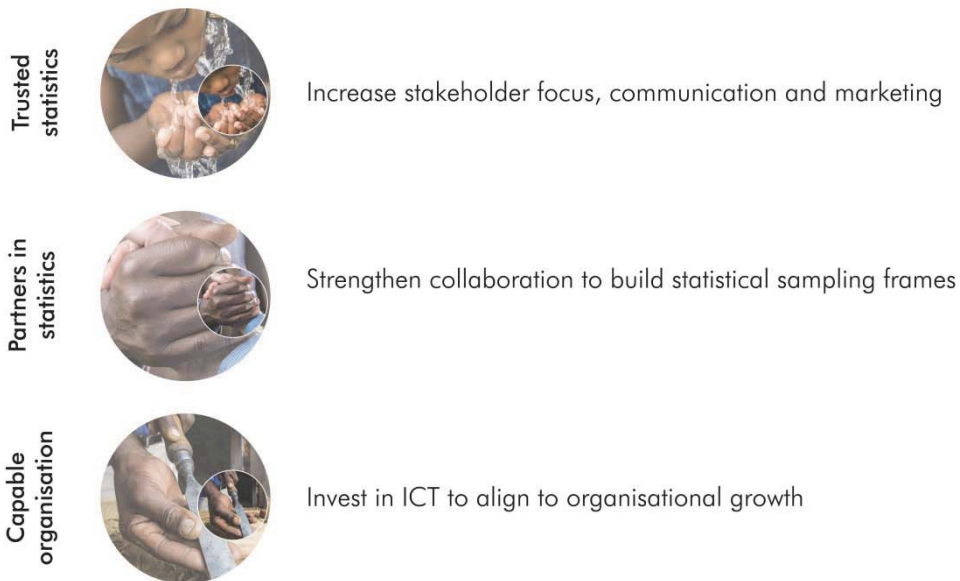 Trusted
statistics
Increase stakeholder focus, communication and marketing
Partners in
statistics
Strengthen collaboration to build statistical sampling frames
Capable
organisation
Invest in ICT to align to organisational growth